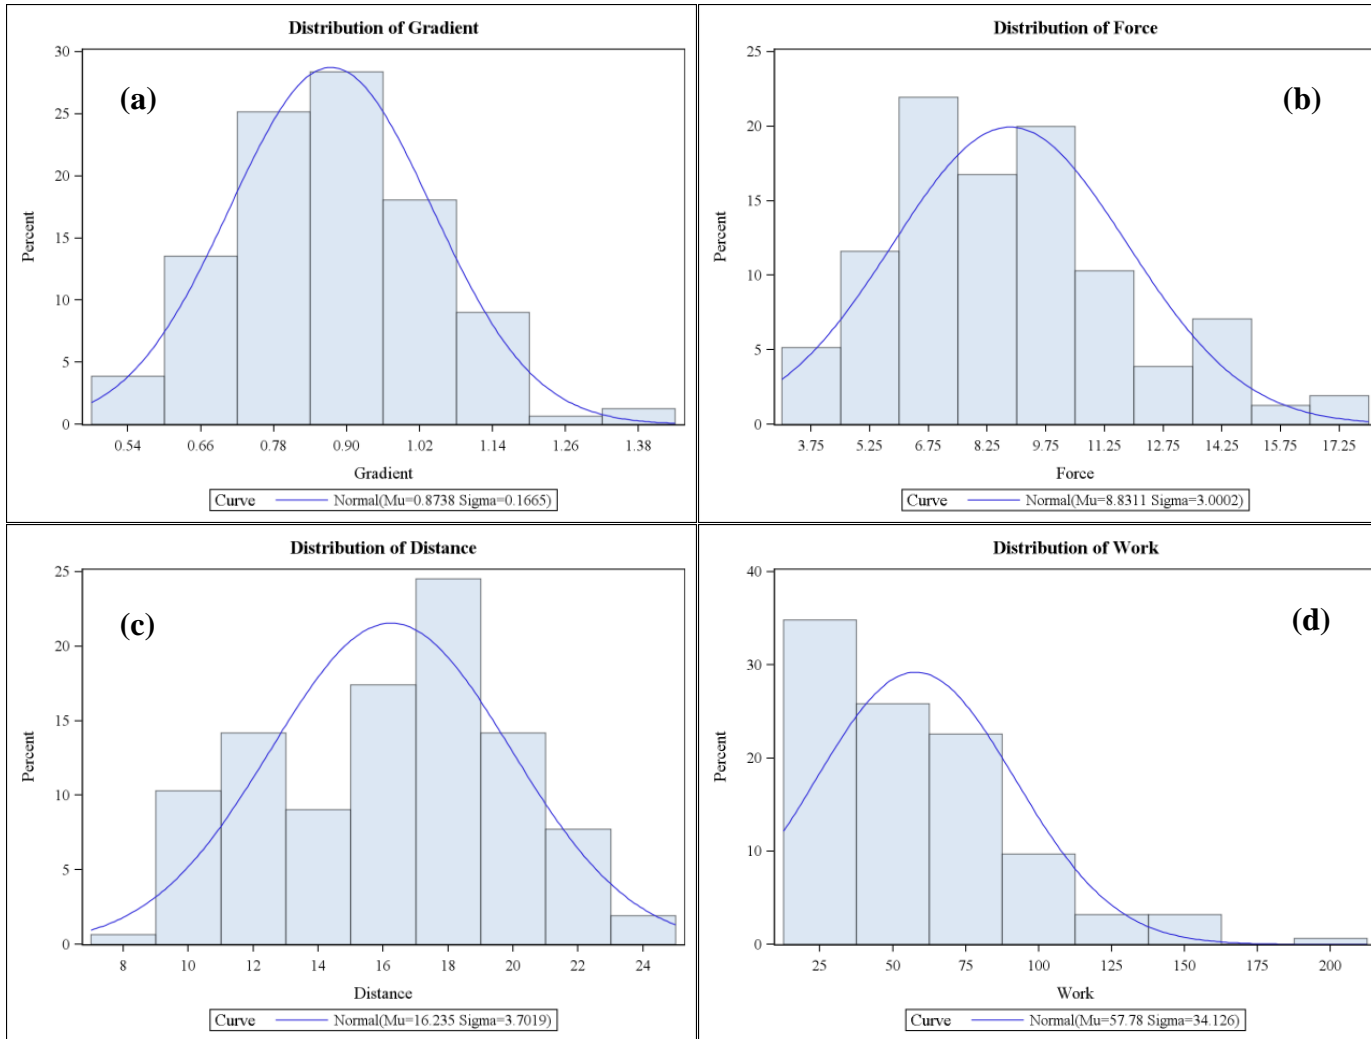 Distribution of Gradient
(a)
30
25
20
15
10
5
0
Percent
0.54 0.66 0.78 0.90 1.02 1.14 1.26 1.38
Gradient
Curve Normal(Mu=0.8738 Sigma=0.1665)
Distribution of Force
(b)
25
20
15
10
5
0
Percent
3.75 5.25 6.75 8.25 9.75 11.25 12.75 14.25 15.75 17.25
Force
Curve Normal(Mu=8.8311 Sigma=3.0002)
Distribution of Distance
(c)
25
20
15
10
5
0
Percent
8 10 12 14 16 18 20 22 24
Distance
Curve Normal(Mu=16.235 Sigma=3.7019)
Distribution of Work
(d)
40
30
20
10
0
Percent
25 50 75 100 125 150 175 200
Work
Curve Normal(Mu=57.78 Sigma=34.126)